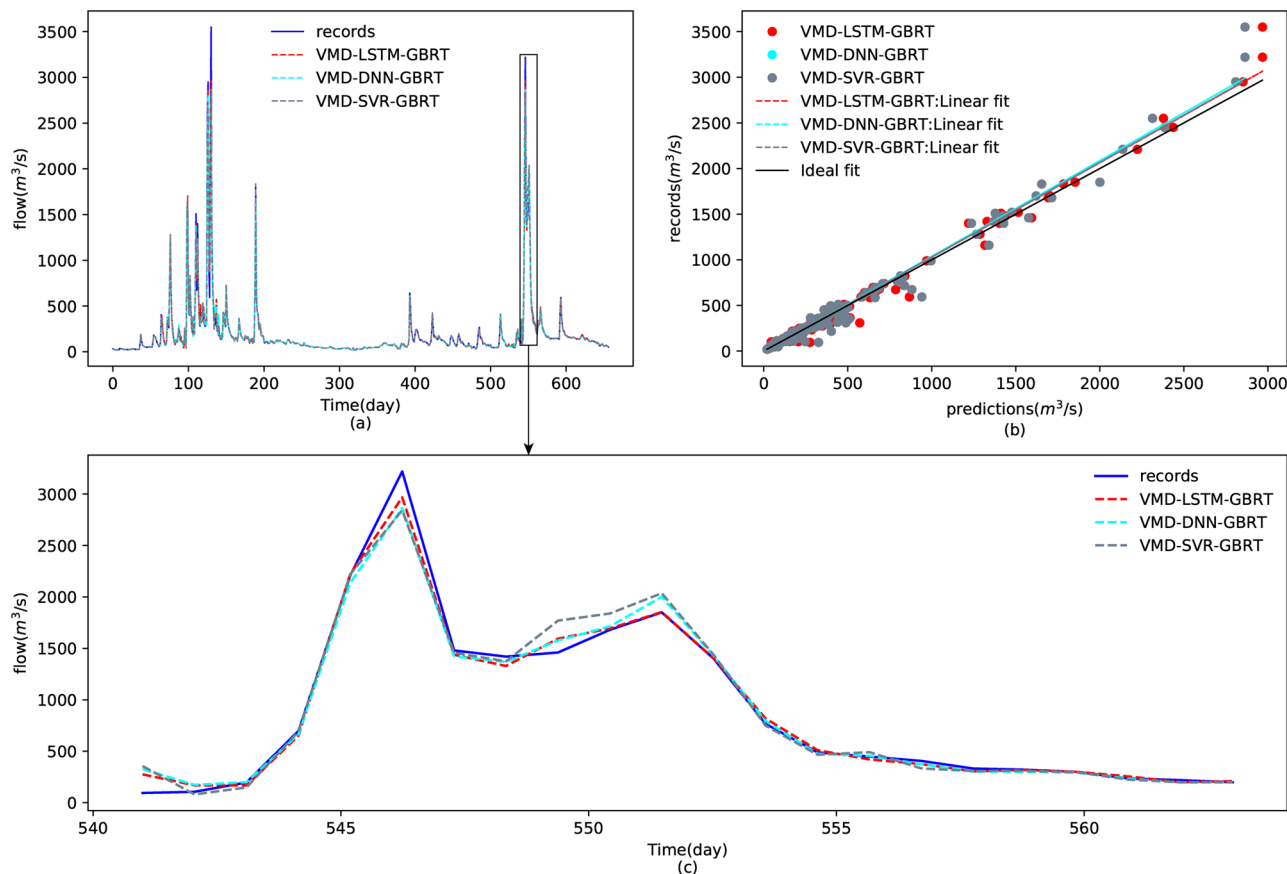 3500
3000
2500
2000
1500
1000
500
0
flow(m³/s)
records
VMD-LSTM-GBRT
VMD-DNN-GBRT
VMD-SVR-GBRT
0
100
200
300
400
500
600
Time(day)
(a)
3500
3000
2500
2000
1500
1000
500
0
records(m³/s)
VMD-LSTM-GBRT
VMD-DNN-GBRT
VMD-SVR-GBRT
VMD-LSTM-GBRT:Linear fit
VMD-DNN-GBRT:Linear fit
VMD-SVR-GBRT:Linear fit
Ideal fit
0
500
1000
1500
2000
2500
3000
predictions(m³/s)
(b)
3000
2500
2000
1500
1000
500
0
flow(m³/s)
records
VMD-LSTM-GBRT
VMD-DNN-GBRT
VMD-SVR-GBRT
540
545
550
555
560
Time(day)
(c)